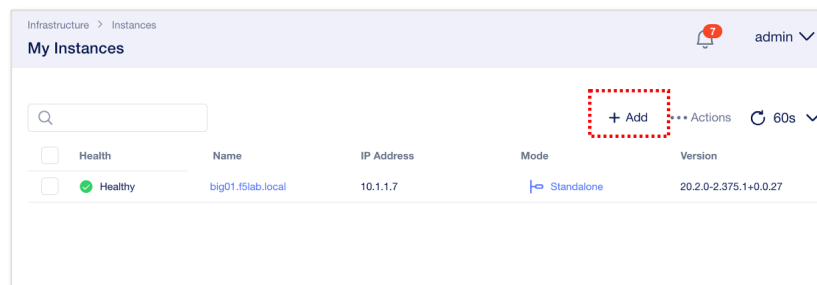 Infrastructure > Instances
My Instances
7
admin
+ Add
••• Actions
60s
Health Name IP Address Mode Version
Healthy big01.f5lab.local 10.1.1.7 Standalone 20.2.0-2.375.1+0.0.27